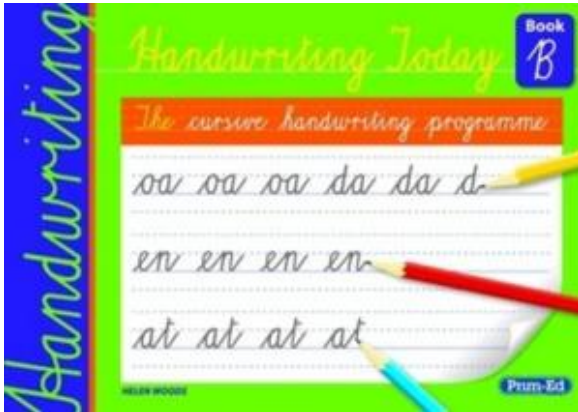 Handwriting
Handwriting Today
Book
B
The cursive handwriting programme
oa oa oa da da d
en en en en
at at at at
HELEN WOODS
Prim-Ed